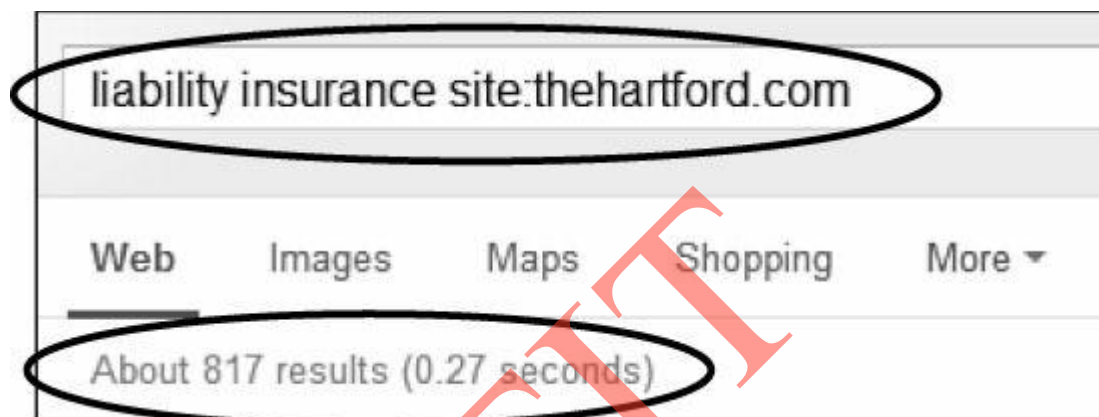 liability insurance site:thehartford.com
Web Images Maps Shopping More
About 817 results (0.27 seconds)